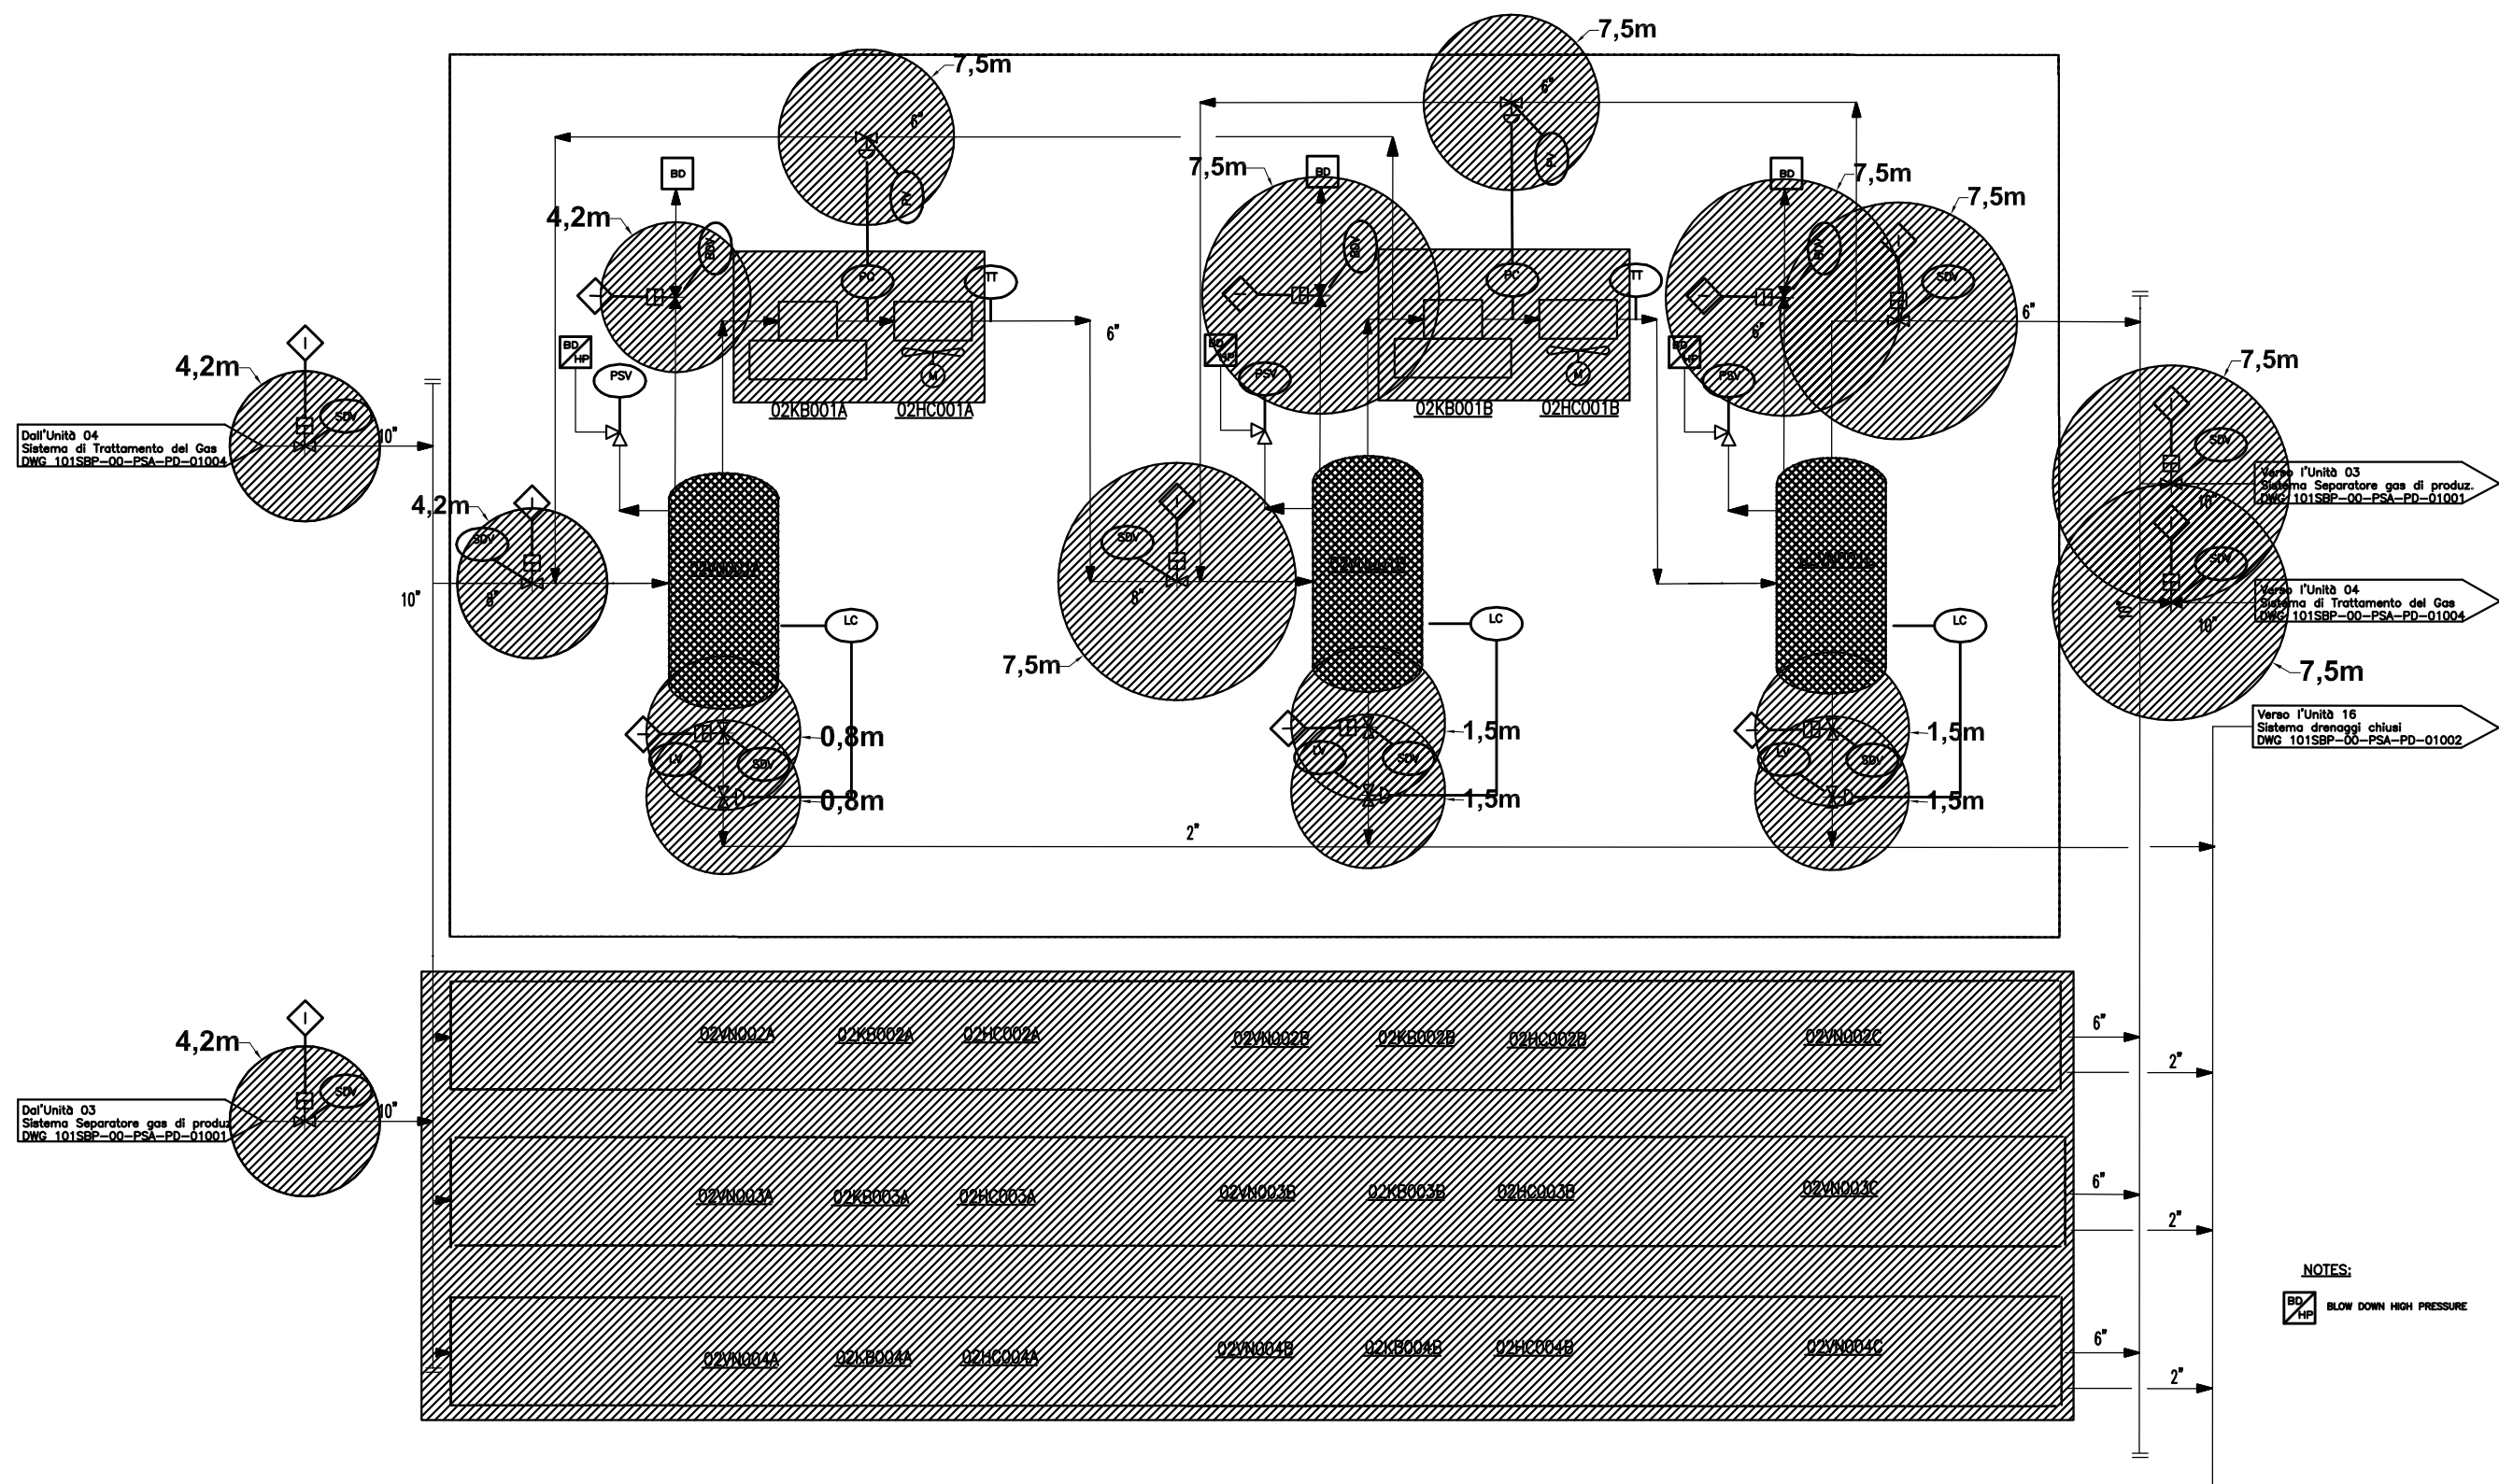 7,5m
7,5m
6"
6"
PV
BD
BD
BD
7,5m
7,5m
7,5m
4,2m
BDV
BDV
BDV
SDV
PC
TT
PC
TT
6"
6"
6"
I
I
I
I
I
BD/HP
BD/HP
BD/HP
PSV
PSV
PSV
M
M
02KB001A
02HC001A
02KB001B
02HC001B
4,2m
SDV
10"
Dall'Unità 04
Sistema di Trattamento del Gas
DWG 101SBP-00-PSA-PD-01004
7,5m
SDV
10"
Verso l'Unità 03
Sistema Separatore gas di produz.
DWG 101SBP-00-PSA-PD-01001
4,2m
I
SDV
8"
10"
02VN001A
I
SDV
8"
7,5m
I
SDV
10"
10"
Verso l'Unità 04
Sistema di Trattamento del Gas
DWG 101SBP-00-PSA-PD-01004
7,5m
LC
LC
LC
Verso l'Unità 16
Sistema drenaggi chiusi
DWG 101SBP-00-PSA-PD-01002
I
I
I
0,8m
1,5m
1,5m
LV
SDV
LV
SDV
LV
SDV
0,8m
1,5m
1,5m
2"
4,2m
I
SDV
10"
Dal'Unità 03
Sistema Separatore gas di produz
DWG 101SBP-00-PSA-PD-01001
02VN002A
02KB002A
02HC002A
02VN002B
02KB002B
02HC002B
02VN002C
6"
2"
02VN003A
02KB003A
02HC003A
02VN003B
02KB003B
02HC003B
02VN003C
6"
2"
02VN004A
02KB004A
02HC004A
02VN004B
02KB004B
02HC004B
02VN004C
6"
2"
NOTES:
BD/HP BLOW DOWN HIGH PRESSURE